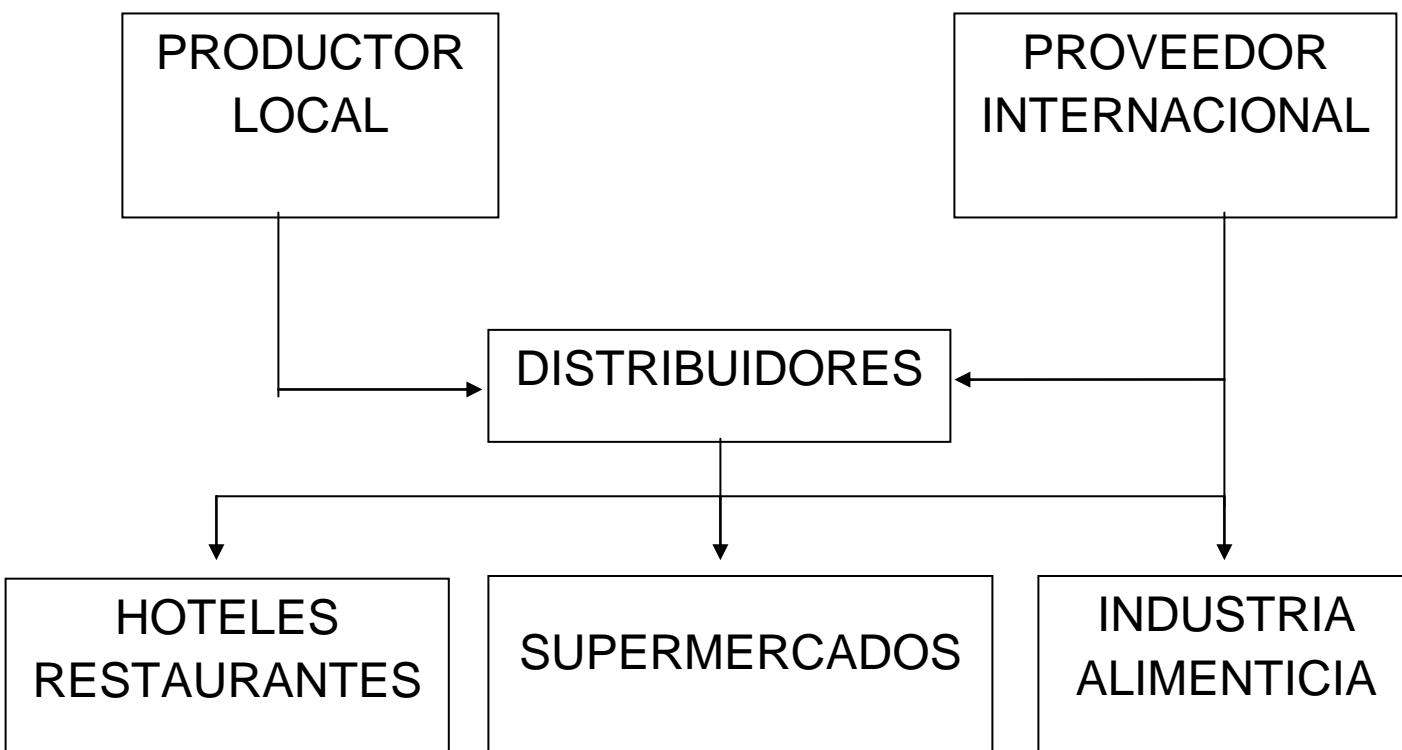 PRODUCTOR
LOCAL
PROVEEDOR
INTERNACIONAL
DISTRIBUIDORES
HOTELES
RESTAURANTES
SUPERMERCADOS
INDUSTRIA
ALIMENTICIA